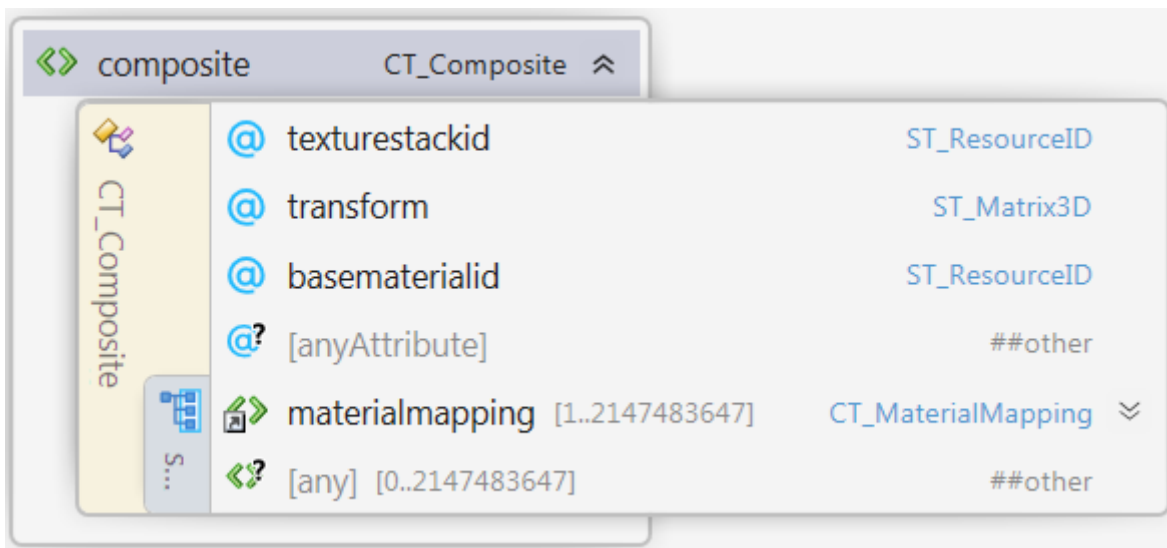 composite CT_Composite
CT_Composite
@ texturestackid ST_ResourceID
@ transform ST_Matrix3D
@ basematerialid ST_ResourceID
@? [anyAttribute] ##other
materialmapping [1..2147483647] CT_MaterialMapping
S...
? [any] [0..2147483647] ##other